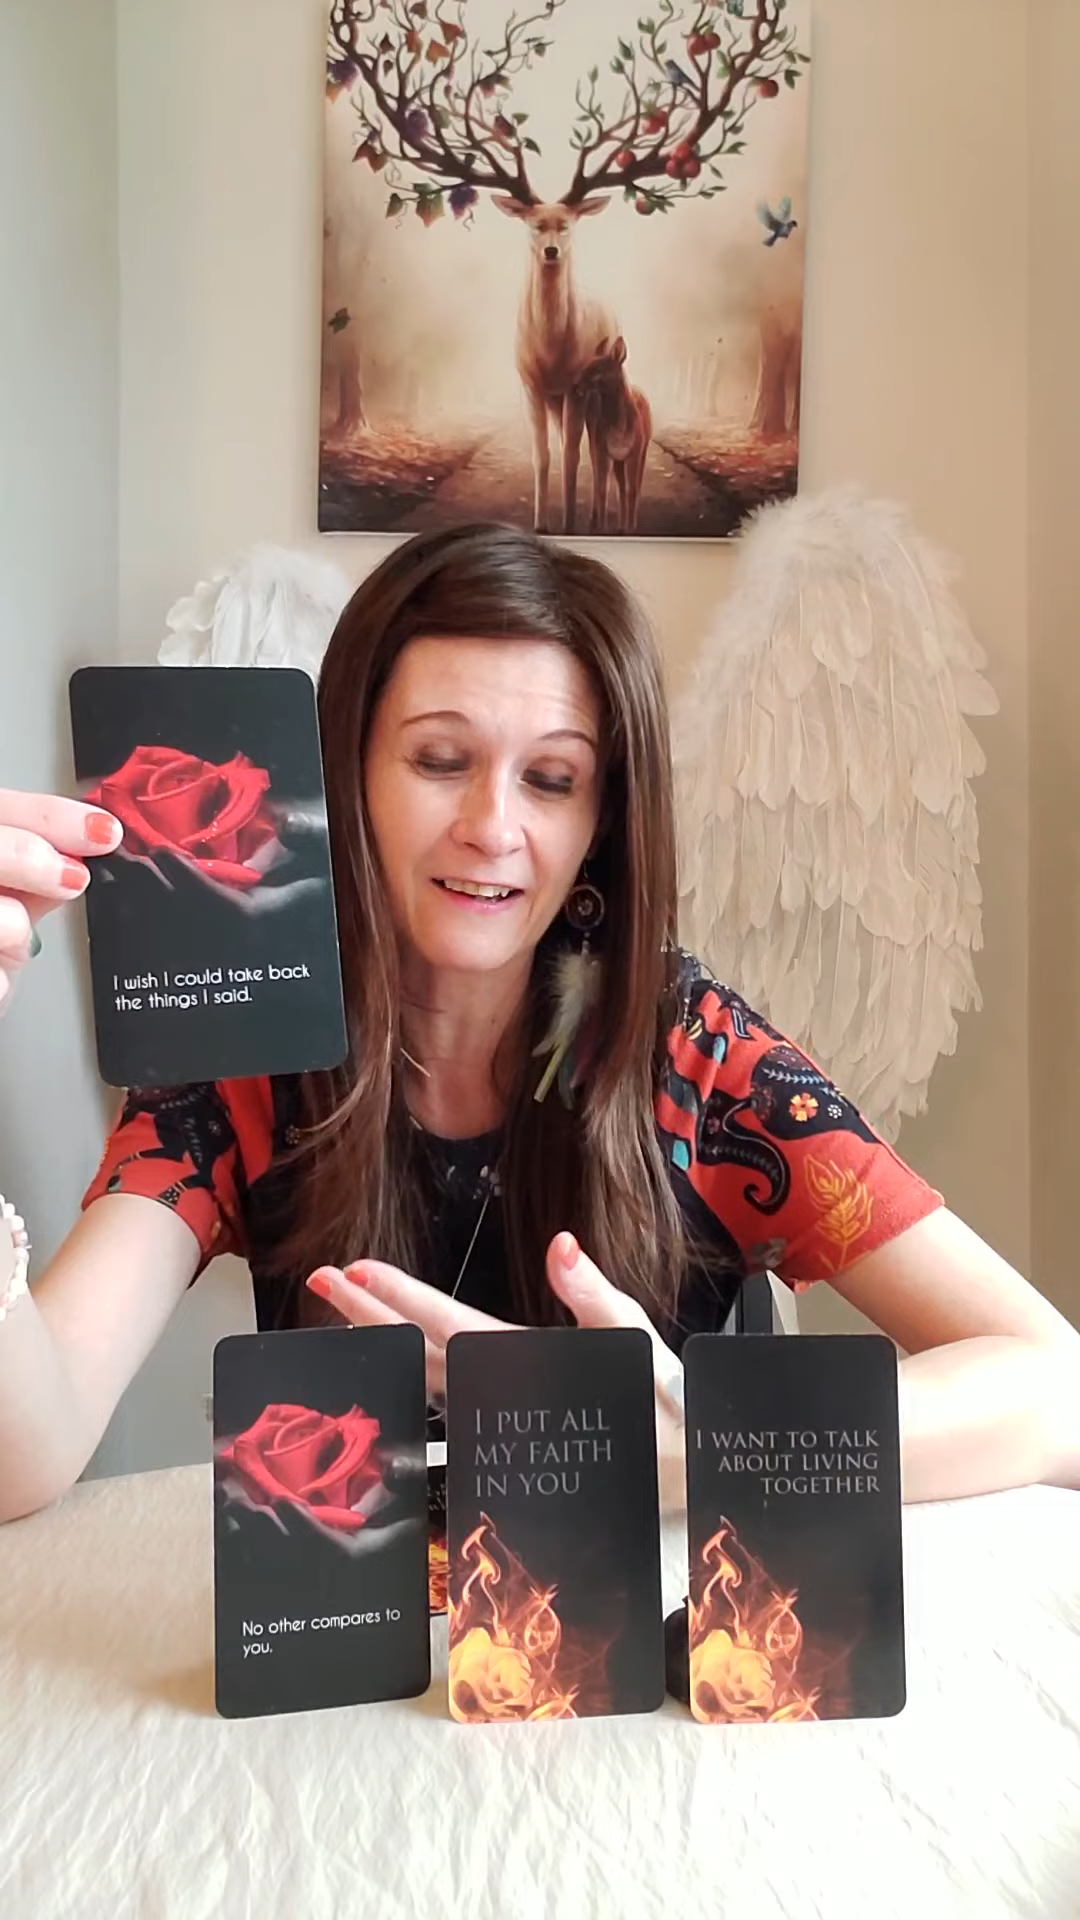 I wish I could take back
the things I said.
No other compares to
you.
I PUT ALL
MY FAITH
IN YOU
I WANT TO TALK
ABOUT LIVING
TOGETHER